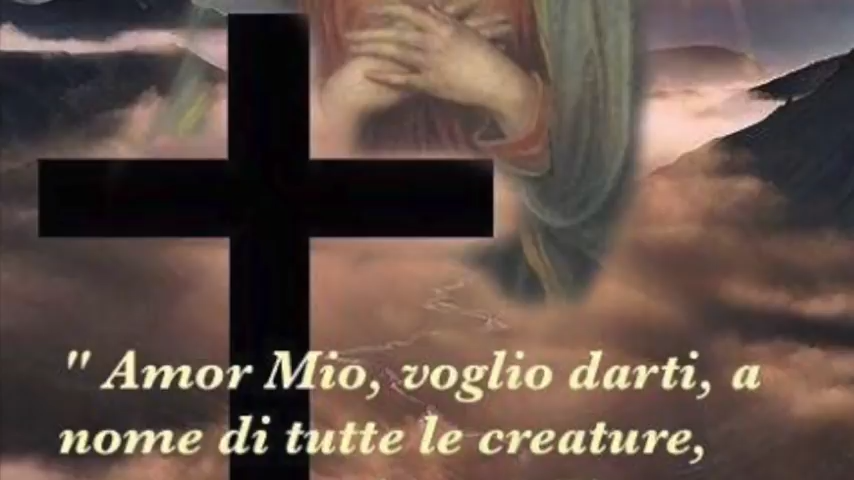 " Amor Mio, voglio darti, a
nome di tutte le creature,